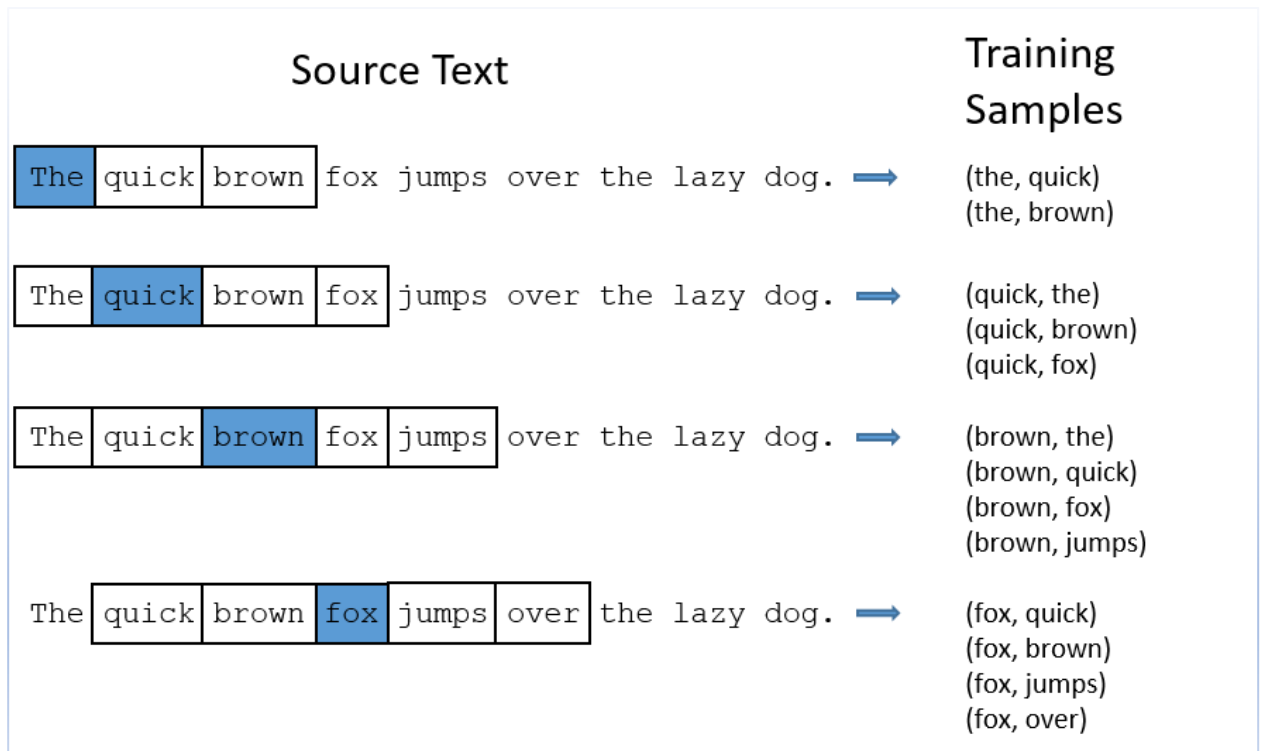 Source Text
Training
Samples
The quick brown fox jumps over the lazy dog.
(the, quick)
(the, brown)
The quick brown fox jumps over the lazy dog.
(quick, the)
(quick, brown)
(quick, fox)
The quick brown fox jumps over the lazy dog.
(brown, the)
(brown, quick)
(brown, fox)
(brown, jumps)
The quick brown fox jumps over the lazy dog.
(fox, quick)
(fox, brown)
(fox, jumps)
(fox, over)